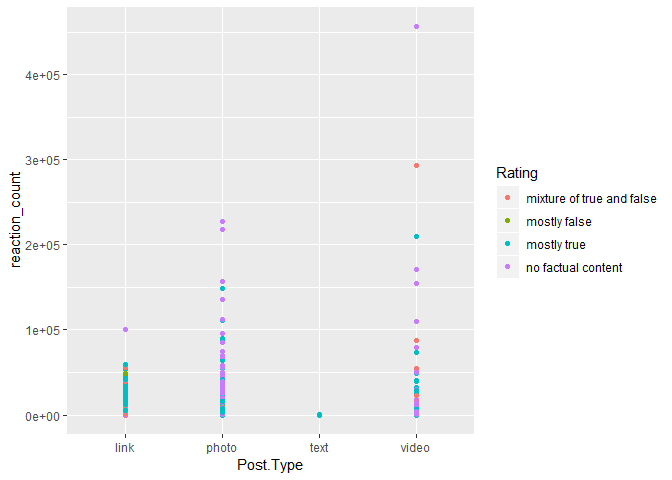 4e+05
3e+05
2e+05
1e+05
0e+00
reaction_count
link photo text video
Post.Type
Rating
mixture of true and false
mostly false
mostly true
no factual content